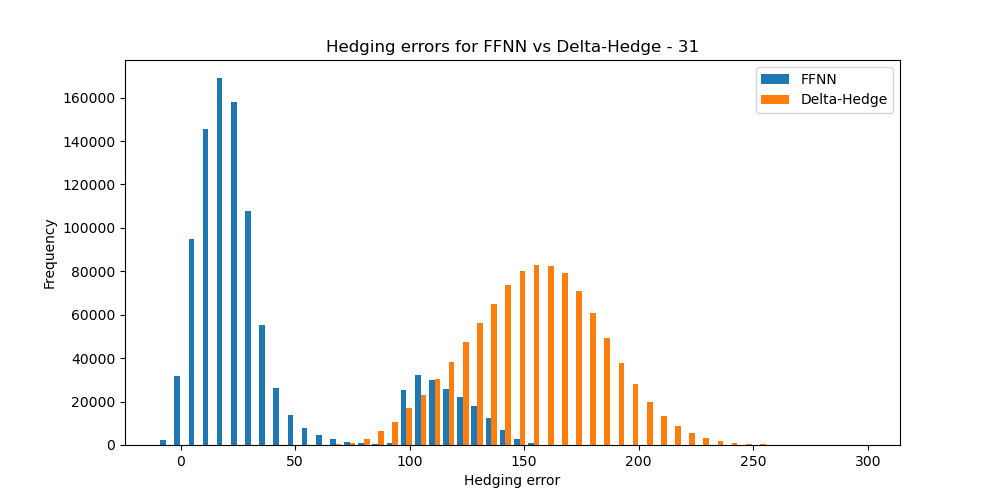 Hedging errors for FFNN vs Delta-Hedge - 31
FFNN
Delta-Hedge
160000
140000
120000
100000
80000
60000
40000
20000
0
Frequency
0 50 100 150 200 250 300
Hedging error